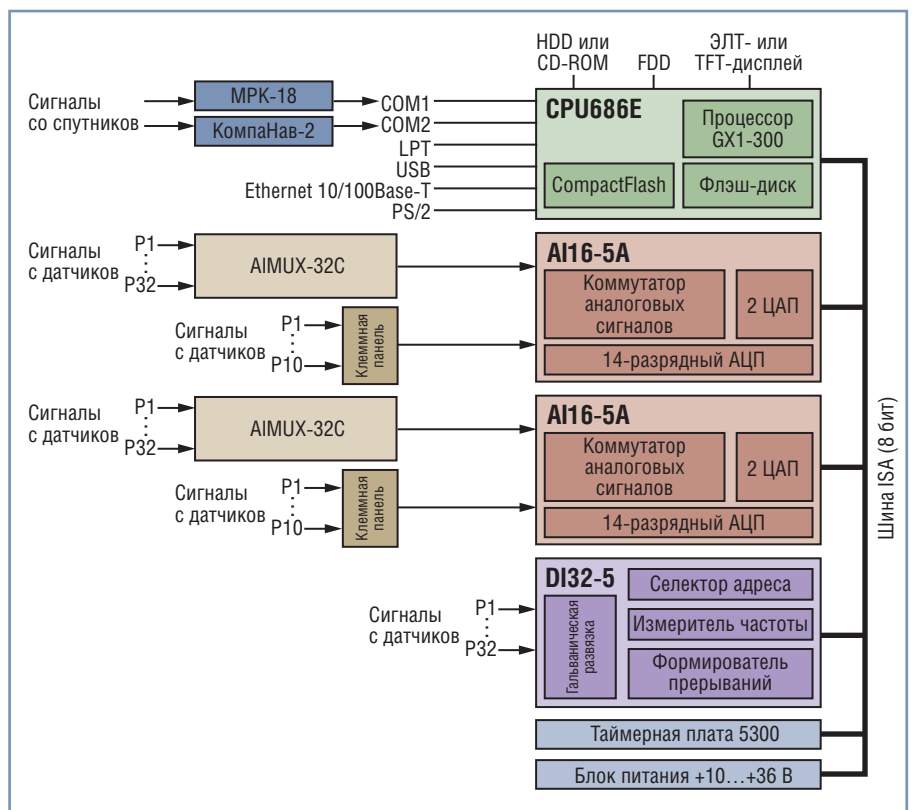 HDD или
CD-ROM
FDD
ЭЛТ- или
TFT-дисплей
Сигналы
со спутников
МРК-18
КомпаНав-2
COM1
COM2
LPT
USB
Ethernet 10/100Base-T
PS/2
CPU686E
Процессор
GX1-300
CompactFlash
Флэш-диск
Сигналы
с датчиков
P1
P32
AIMUX-32C
AI16-5A
Коммутатор
аналоговых
сигналов
2 ЦАП
14-разрядный АЦП
Сигналы
с датчиков
P1
P10
Клеммная
панель
Сигналы
с датчиков
P1
P32
AIMUX-32C
AI16-5A
Коммутатор
аналоговых
сигналов
2 ЦАП
14-разрядный АЦП
Сигналы
с датчиков
P1
P10
Клеммная
панель
Сигналы
с датчиков
P1
P32
DI32-5
Гальваническая
развязка
Селектор адреса
Измеритель частоты
Формирователь
прерываний
Таймерная плата 5300
Блок питания +10...+36 В
Шина ISA (8 бит)